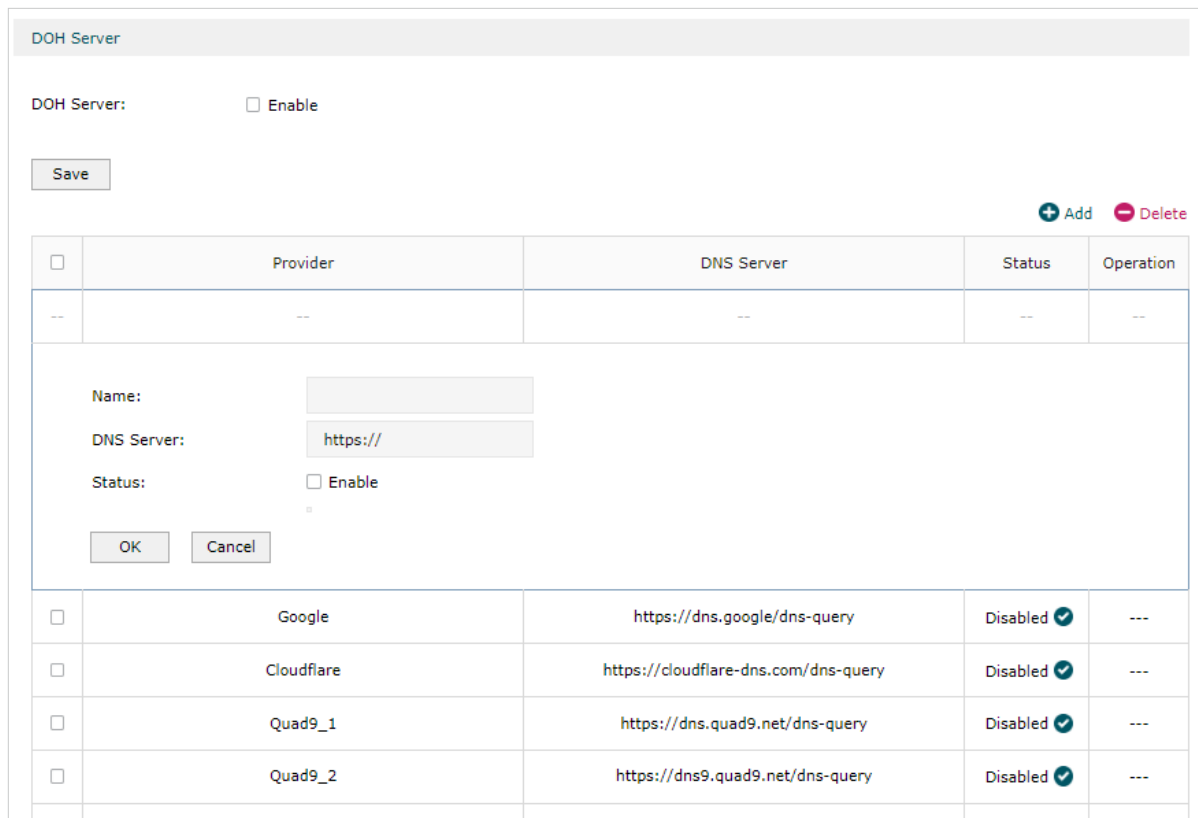 DOH Server
DOH Server: Enable
Save
Add Delete
Provider DNS Server Status Operation
-- -- -- -- --
Name:
DNS Server: https://
Status: Enable
OK Cancel
Google https://dns.google/dns-query Disabled ---
Cloudflare https://cloudflare-dns.com/dns-query Disabled ---
Quad9_1 https://dns.quad9.net/dns-query Disabled ---
Quad9_2 https://dns9.quad9.net/dns-query Disabled ---